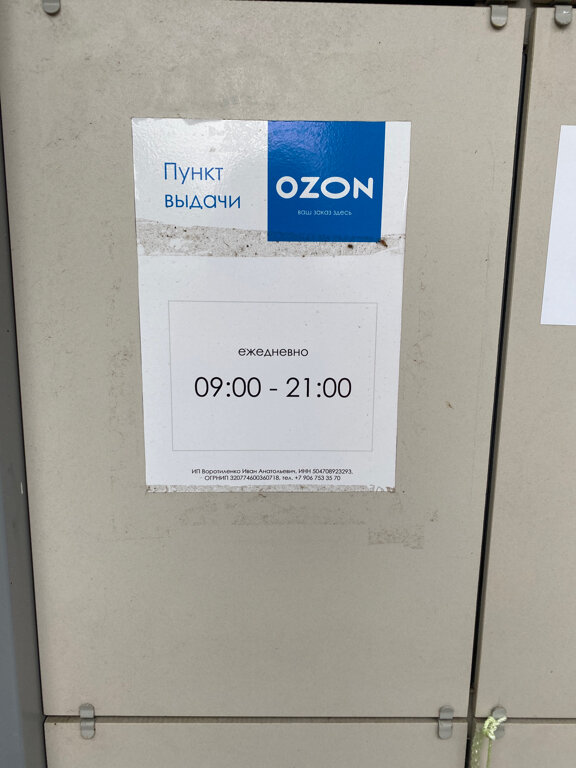 Пункт
выдачи
OZON
ваш заказ здесь
ежедневно
09:00 - 21:00
ИП Воротиленко Иван Анатольевич, ИНН 504708923293,
ОГРНИП 320774600360718, тел. +7 906 753 35 70